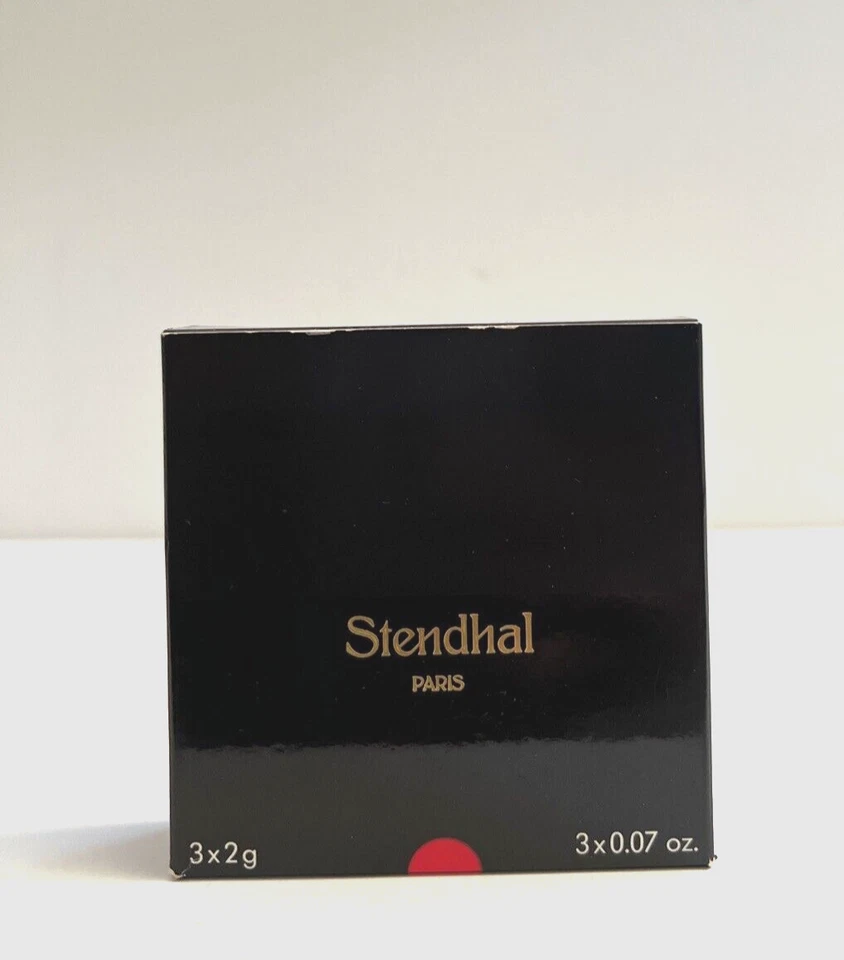 Stendhal
PARIS
3x2g
3x0.07 oz.